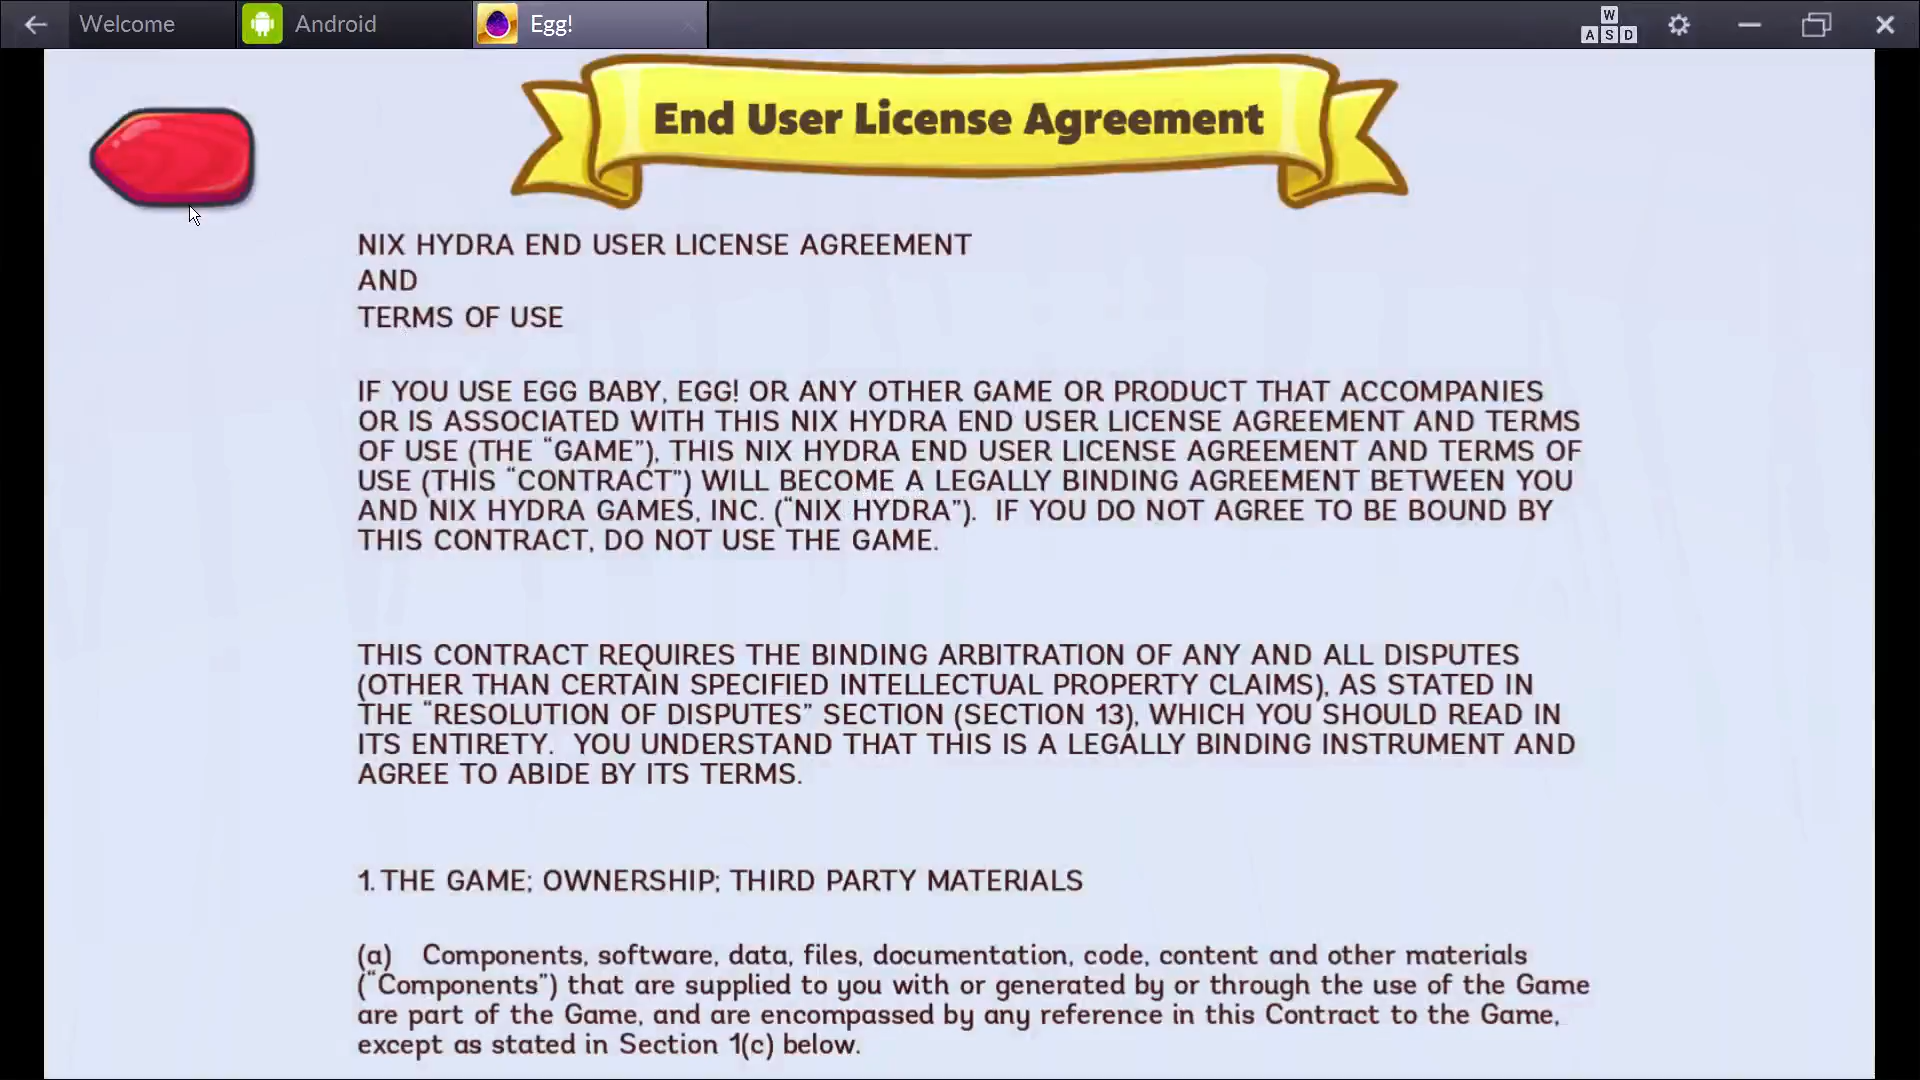 Welcome
Android
Egg!
W
A S D
End User License Agreement
NIX HYDRA END USER LICENSE AGREEMENT
AND
TERMS OF USE
IF YOU USE EGG BABY, EGG! OR ANY OTHER GAME OR PRODUCT THAT ACCOMPANIES
OR IS ASSOCIATED WITH THIS NIX HYDRA END USER LICENSE AGREEMENT AND TERMS
OF USE (THE “GAME”), THIS NIX HYDRA END USER LICENSE AGREEMENT AND TERMS OF
USE (THIS “CONTRACT”) WILL BECOME A LEGALLY BINDING AGREEMENT BETWEEN YOU
AND NIX HYDRA GAMES, INC. (“NIX HYDRA”).  IF YOU DO NOT AGREE TO BE BOUND BY
THIS CONTRACT, DO NOT USE THE GAME.
THIS CONTRACT REQUIRES THE BINDING ARBITRATION OF ANY AND ALL DISPUTES
(OTHER THAN CERTAIN SPECIFIED INTELLECTUAL PROPERTY CLAIMS), AS STATED IN
THE “RESOLUTION OF DISPUTES” SECTION (SECTION 13), WHICH YOU SHOULD READ IN
ITS ENTIRETY.  YOU UNDERSTAND THAT THIS IS A LEGALLY BINDING INSTRUMENT AND
AGREE TO ABIDE BY ITS TERMS.
1. THE GAME; OWNERSHIP; THIRD PARTY MATERIALS
(a)   Components, software, data, files, documentation, code, content and other materials
(“Components”) that are supplied to you with or generated by or through the use of the Game
are part of the Game, and are encompassed by any reference in this Contract to the Game,
except as stated in Section 1(c) below.